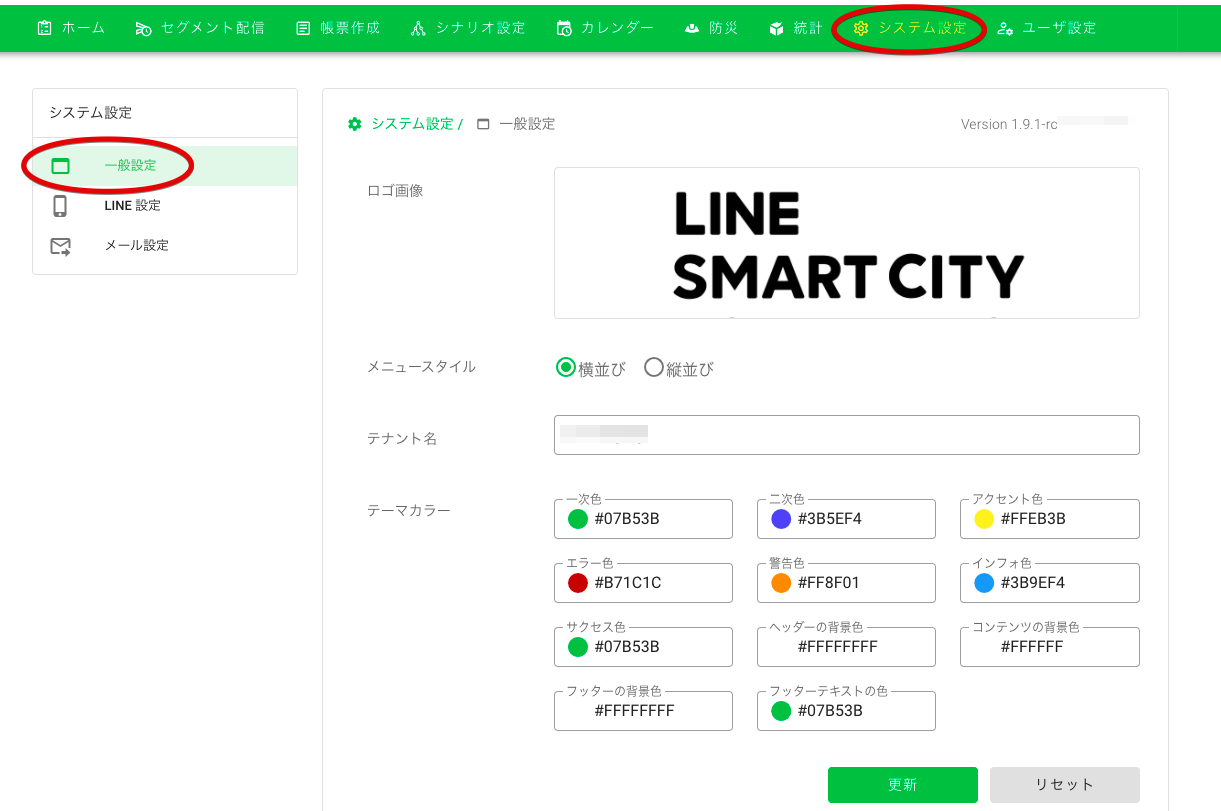 ホーム セグメント配信 帳票作成 シナリオ設定 カレンダー 防災 統計 システム設定 ユーザ設定
システム設定
一般設定
LINE 設定
メール設定
システム設定 / 一般設定
Version 1.9.1-rc
ロゴ画像
LINE
SMART CITY
メニュースタイル
横並び 縦並び
テナント名
テーマカラー
一次色 二次色 アクセント色
#07B53B #3B5EF4 #FFEB3B
エラー色 警告色 インフォ色
#B71C1C #FF8F01 #3B9EF4
サクセス色 ヘッダーの背景色 コンテンツの背景色
#07B53B #FFFFFFFF #FFFFFF
フッターの背景色 フッターテキストの色
#FFFFFFFF #07B53B
更新 リセット